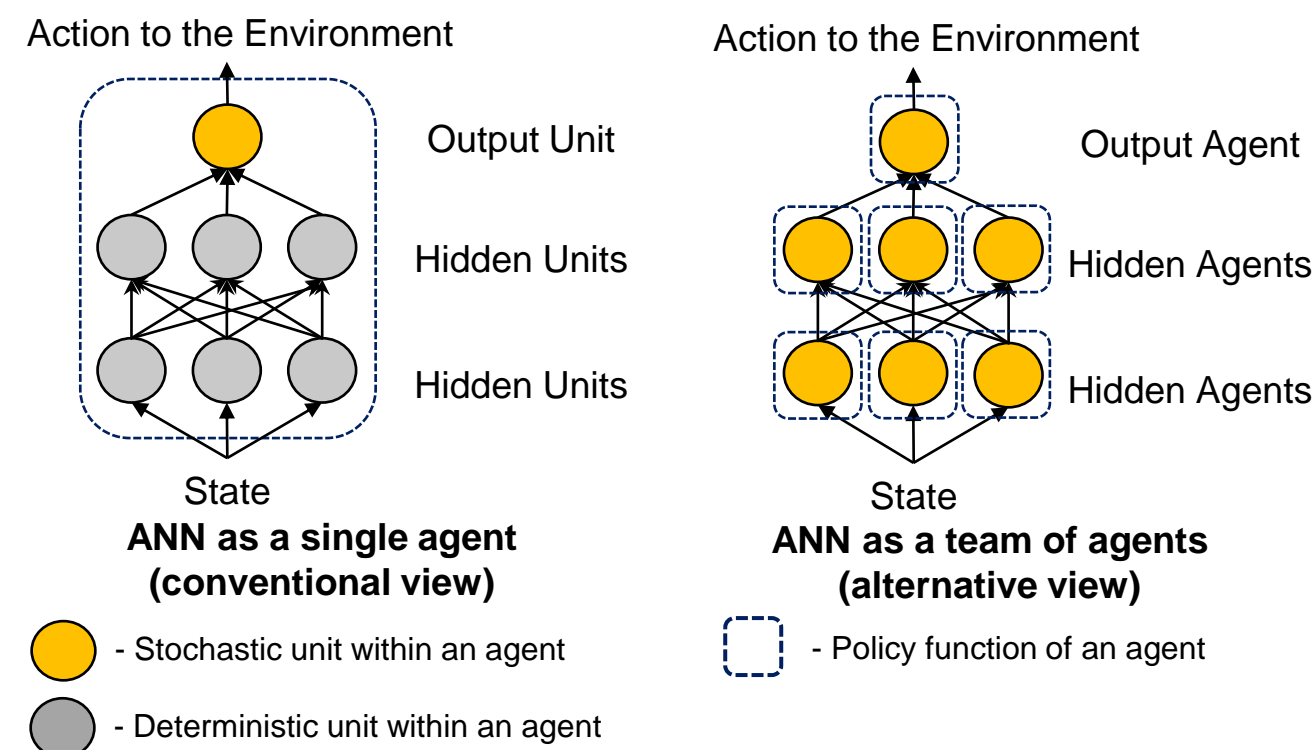 Action to the Environment
Output Unit
Hidden Units
Hidden Units
State
ANN as a single agent
(conventional view)
- Stochastic unit within an agent
- Deterministic unit within an agent
Action to the Environment
Output Agent
Hidden Agents
Hidden Agents
State
ANN as a team of agents
(alternative view)
- Policy function of an agent